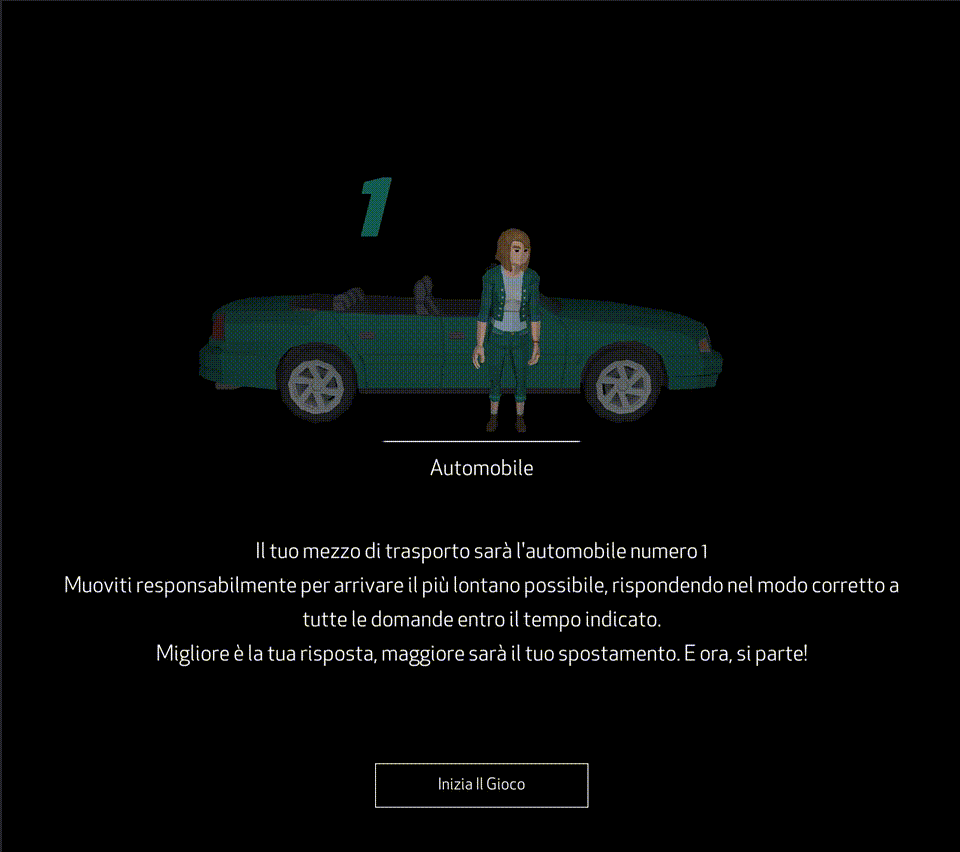 1
Automobile
Il tuo mezzo di trasporto sarà l'automobile numero 1
Muoviti responsabilmente per arrivare il più lontano possibile, rispondendo nel modo corretto a
tutte le domande entro il tempo indicato.
Migliore è la tua risposta, maggiore sarà il tuo spostamento. E ora, si parte!
Inizia Il Gioco